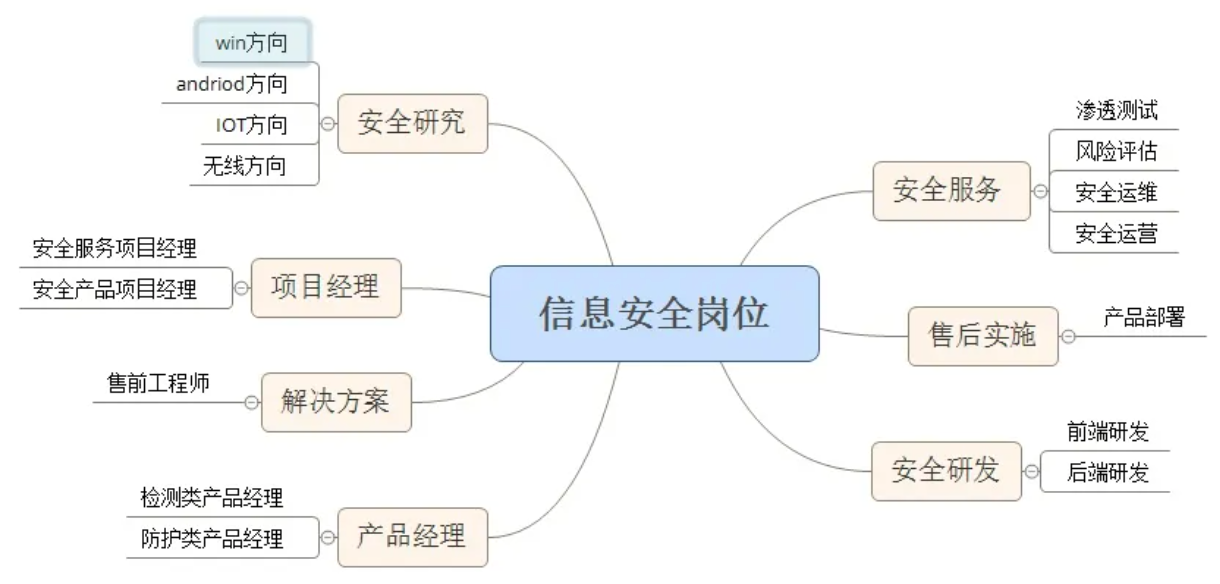 信息安全岗位
安全研究
win方向
andriod方向
IOT方向
无线方向
项目经理
安全服务项目经理
安全产品项目经理
解决方案
售前工程师
产品经理
检测类产品经理
防护类产品经理
安全服务
渗透测试
风险评估
安全运维
安全运营
售后实施
产品部署
安全研发
前端研发
后端研发